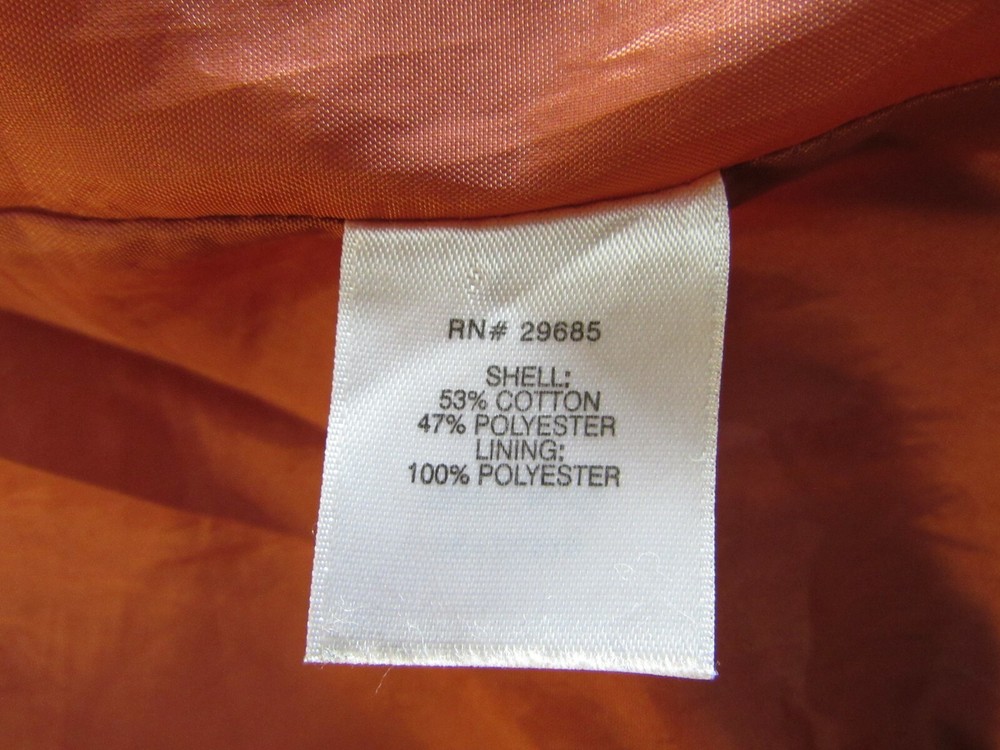 RN# 29685
SHELL:
53% COTTON
47% POLYESTER
LINING:
100% POLYESTER